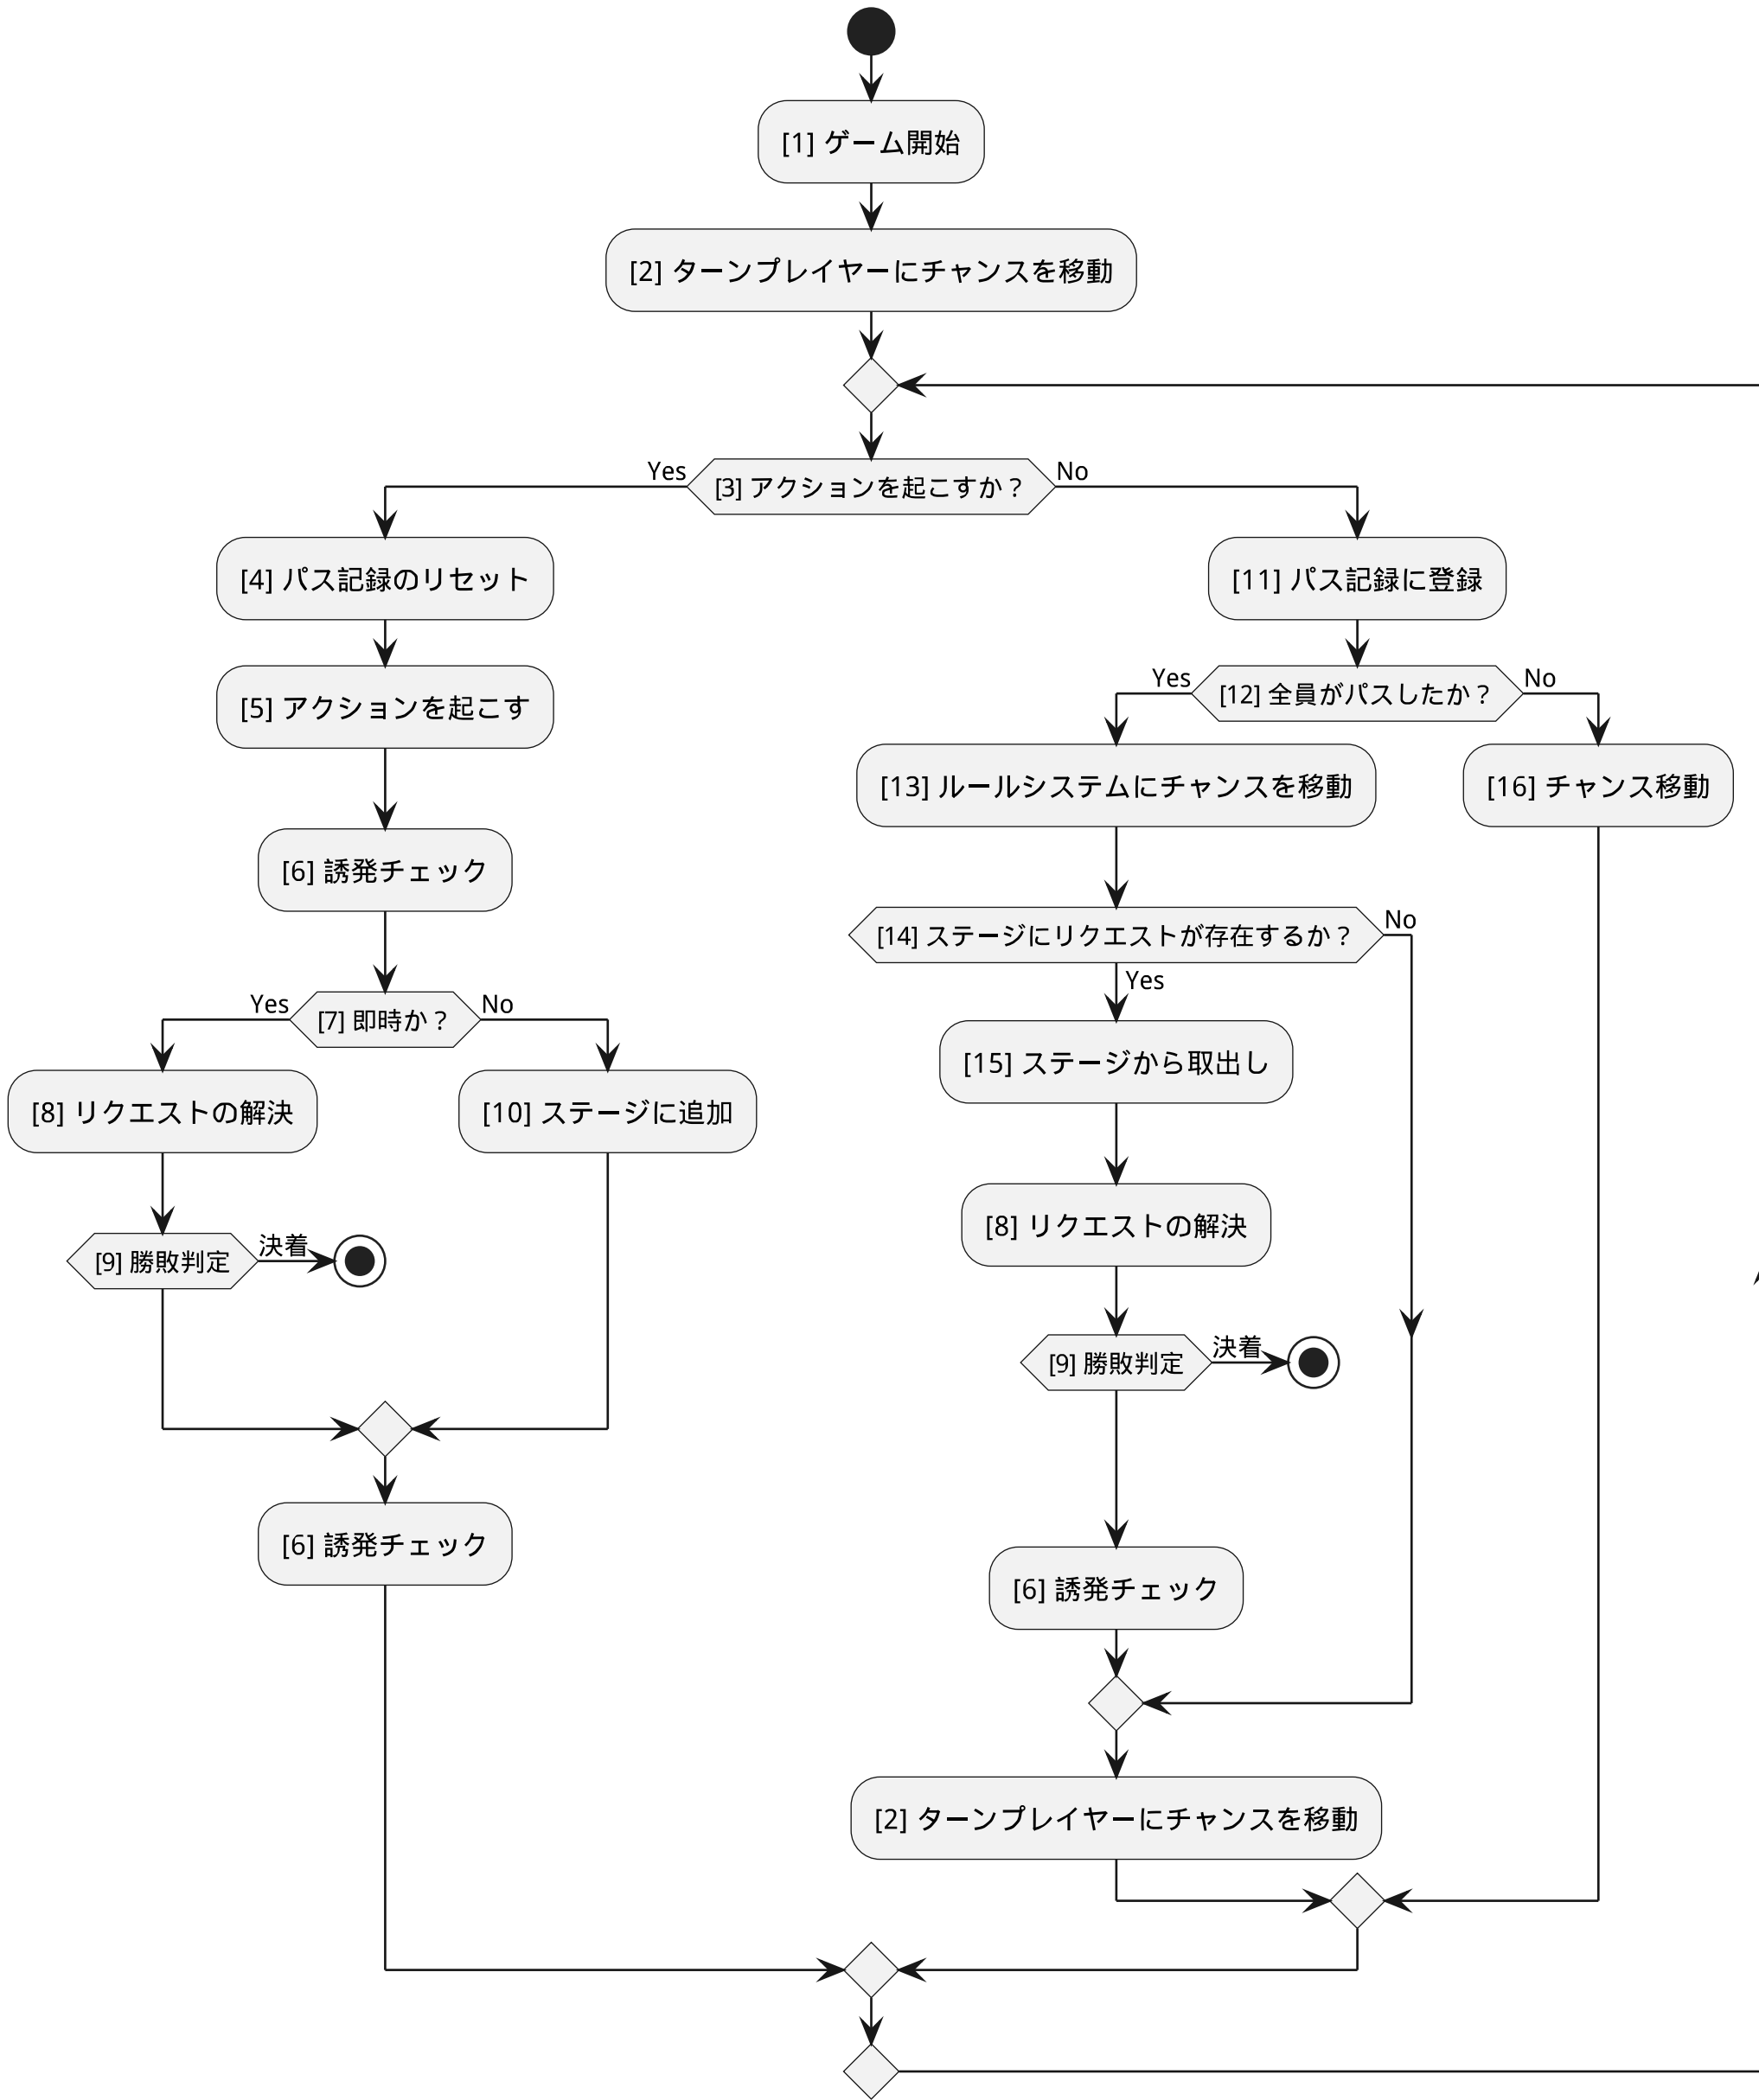 [1] ゲーム開始
[2] ターンプレイヤーにチャンスを移動
[3] アクションを起こすか？
Yes
No
[4] パス記録のリセット
[5] アクションを起こす
[6] 誘発チェック
[7] 即時か？
Yes
No
[8] リクエストの解決
[10] ステージに追加
[9] 勝敗判定
決着
[6] 誘発チェック
[11] パス記録に登録
[12] 全員がパスしたか？
Yes
No
[13] ルールシステムにチャンスを移動
[16] チャンス移動
[14] ステージにリクエストが存在するか？
No
Yes
[15] ステージから取出し
[8] リクエストの解決
[9] 勝敗判定
決着
[6] 誘発チェック
[2] ターンプレイヤーにチャンスを移動